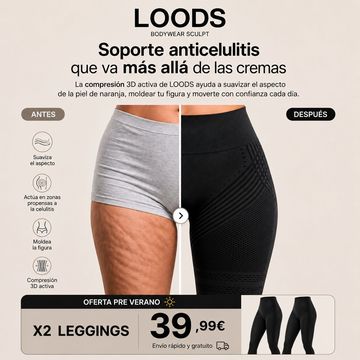 LOODS
BODYWEAR SCULPT
Soporte anticelulitis
que va más allá de las cremas
La compresión 3D activa de LOODS ayuda a suavizar el aspecto
de la piel de naranja, moldear tu figura y moverte con confianza cada día.
ANTES
DESPUÉS
Suaviza
el aspecto
Actúa en zonas
propensas a
la celulitis
Moldea
la figura
Compresión
3D activa
OFERTA PRE VERANO
X2 LEGGINGS
39,99€
Envío rápido y gratuito